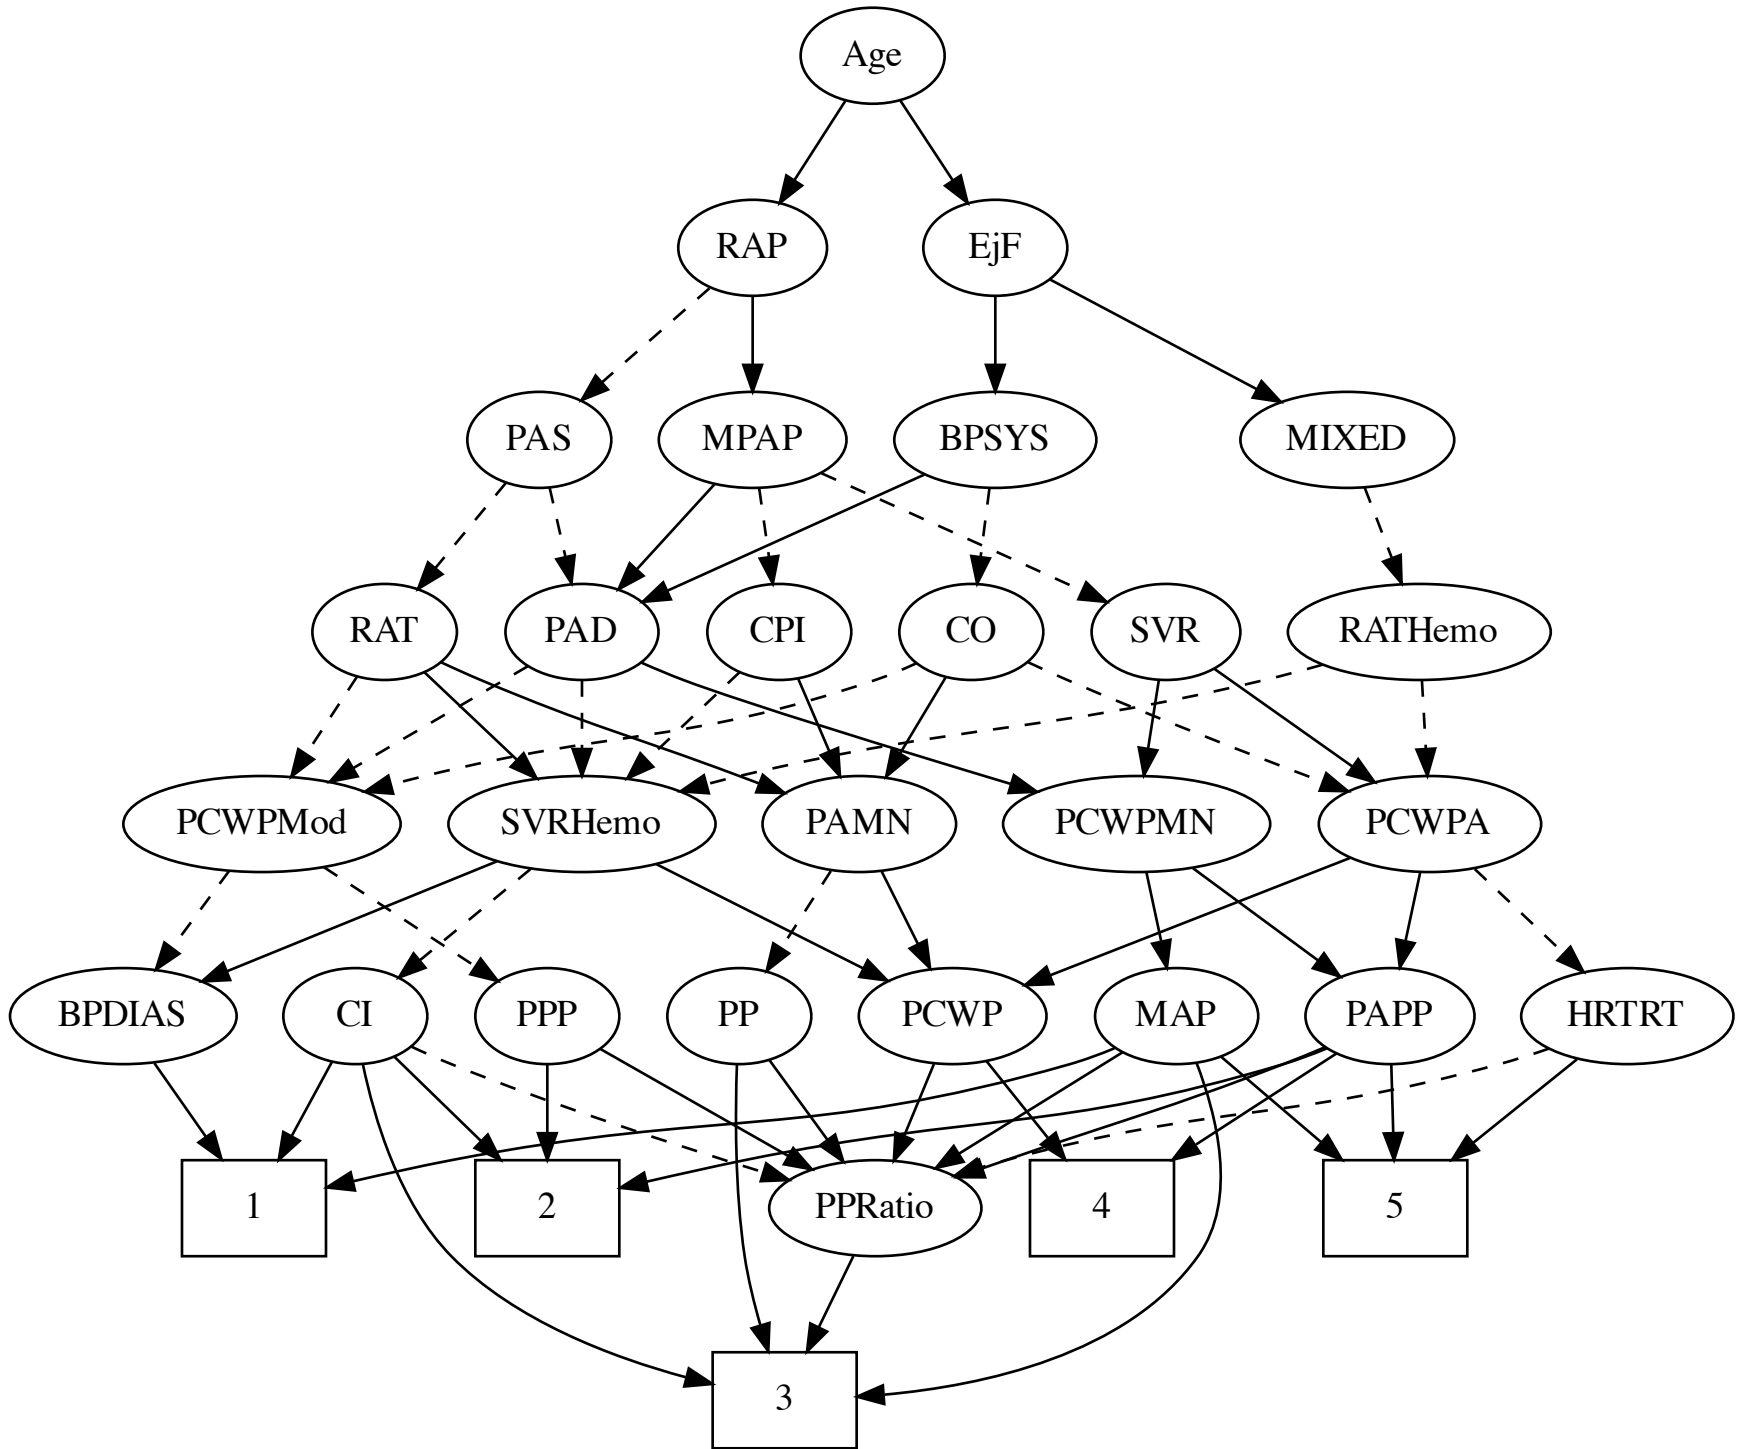 Age
RAP
EjF
PAS
MPAP
BPSYS
MIXED
RAT
PAD
CPI
CO
SVR
RATHemo
PCWPMod
SVRHemo
PAMN
PCWPMN
PCWPA
BPDIAS
CI
PPP
PP
PCWP
MAP
PAPP
HRTRT
1
2
PPRatio
4
5
3